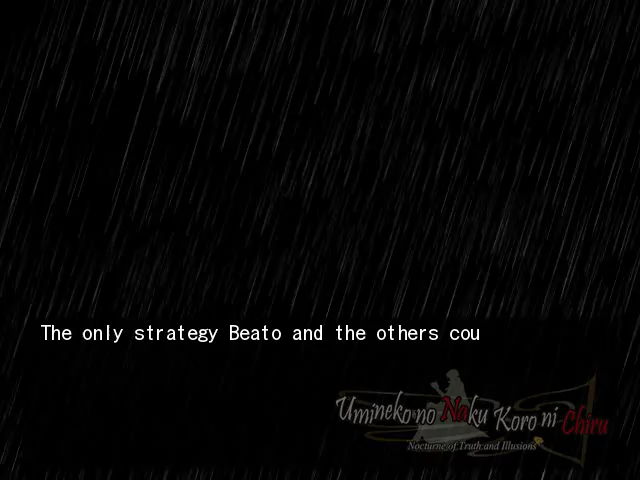 The only strategy Beato and the others cou
Umineko no Naku Koro ni Chiru
Nocturne of Truth and Illusions